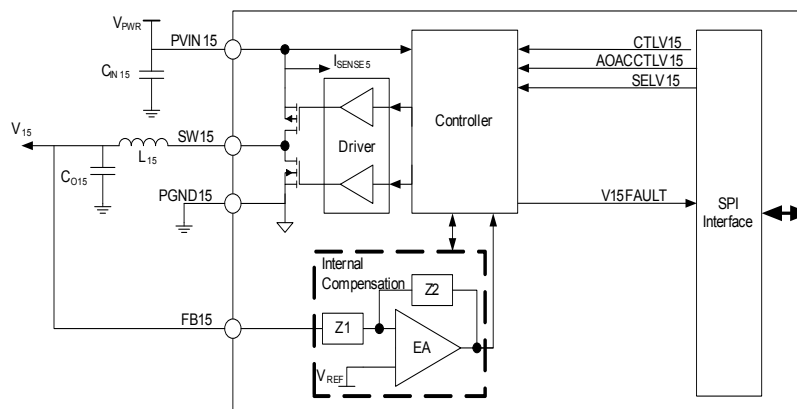 VPWR
PVIN15
CIN15
ISENSE5
CTLV15
AOACCTLV15
SELV15
Controller
Driver
V15
SW15
L15
CO15
PGND15
V15FAULT
SPI
Interface
Internal
Compensation
Z2
Z1
FB15
EA
VREF